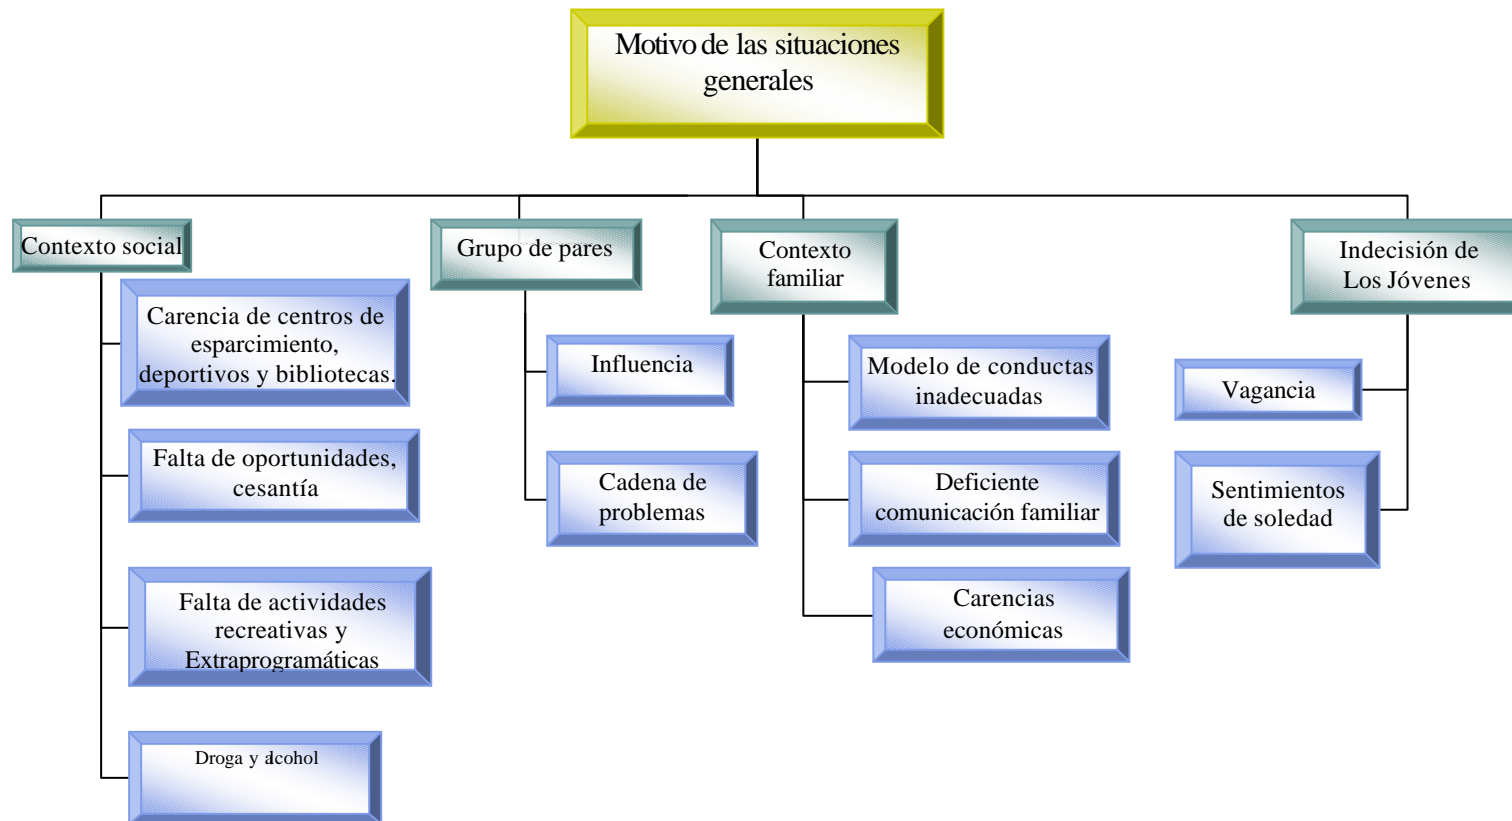 Motivo de las situaciones
generales
Contexto social
Carencia de centros de
esparcimiento,
deportivos y bibliotecas.
Falta de oportunidades,
cesantía
Falta de actividades
recreativas y
Extraprogramáticas
Droga y alcohol
Grupo de pares
Influencia
Cadena de
problemas
Contexto
familiar
Modelo de conductas
inadecuadas
Deficiente
comunicación familiar
Carencias
económicas
Indecisión de
Los Jóvenes
Vagancia
Sentimientos
de soledad